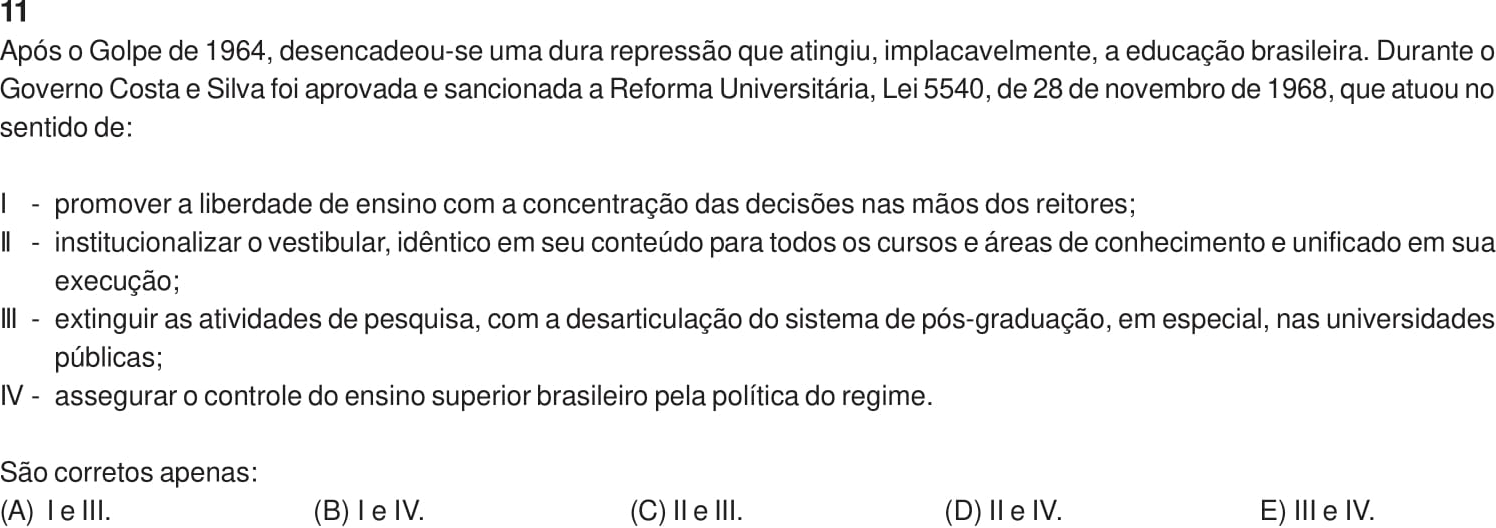 11
Após o Golpe de 1964, desencadeou-se uma dura repressão que atingiu, implacavelmente, a educação brasileira. Durante o
Governo Costa e Silva foi aprovada e sancionada a Reforma Universitária, Lei 5540, de 28 de novembro de 1968, que atuou no
sentido de:
I - promover a liberdade de ensino com a concentração das decisões nas mãos dos reitores;
II - institucionalizar o vestibular, idêntico em seu conteúdo para todos os cursos e áreas de conhecimento e unificado em sua
execução;
III - extinguir as atividades de pesquisa, com a desarticulação do sistema de pós-graduação, em especial, nas universidades
públicas;
IV - assegurar o controle do ensino superior brasileiro pela política do regime.
São corretos apenas:
(A) I e III. (B) I e IV. (C) II e III. (D) II e IV. E) III e IV.